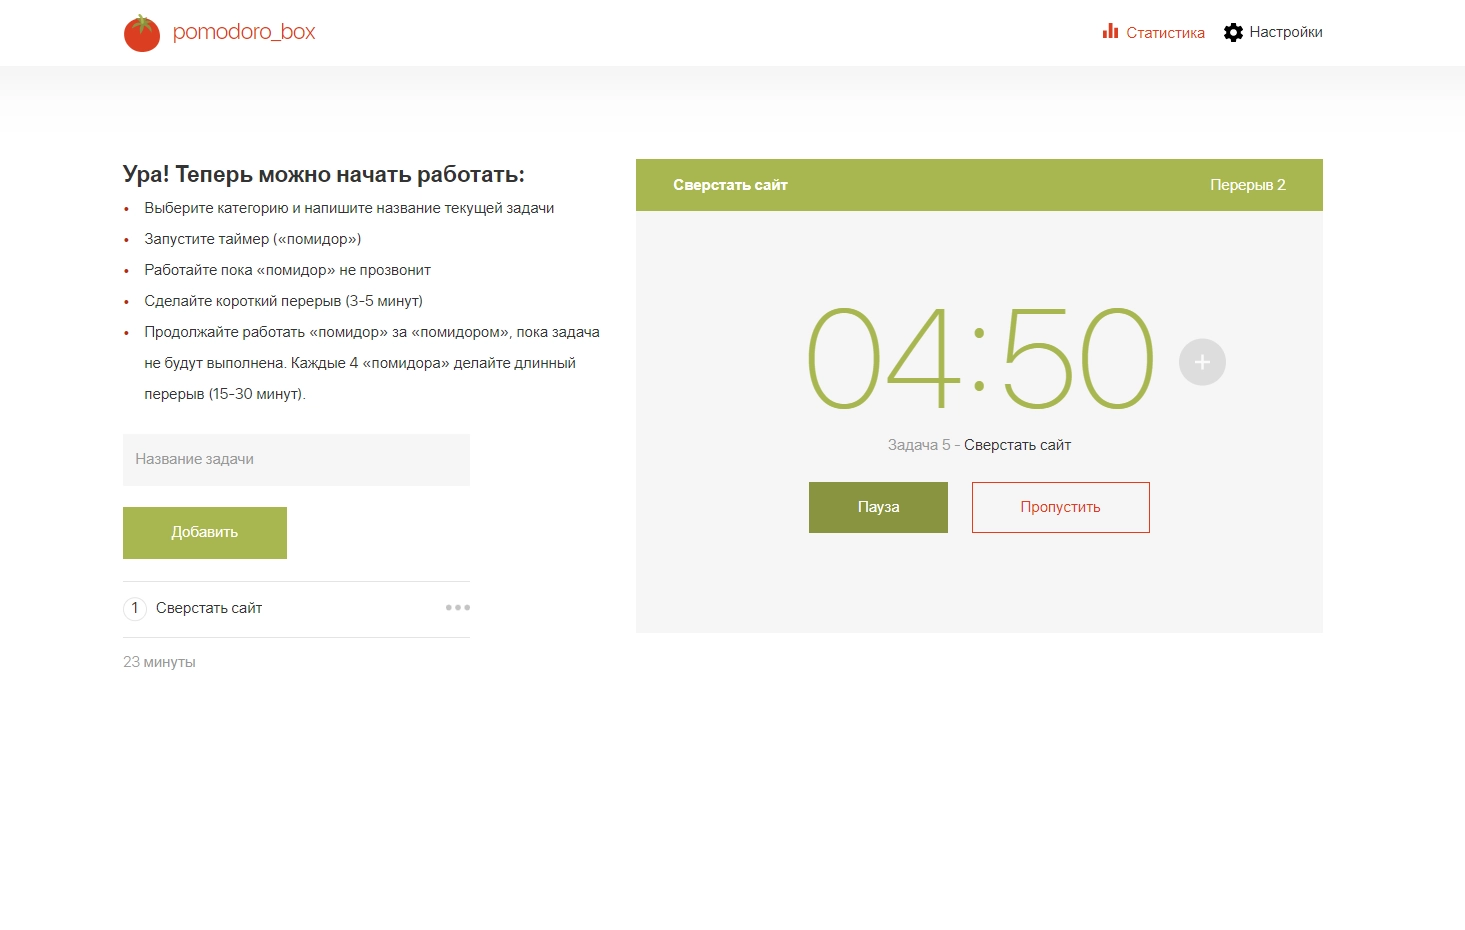 pomodoro_box
Статистика
Настройки
Ура! Теперь можно начать работать:
• Выберите категорию и напишите название текущей задачи
• Запустите таймер («помидор»)
• Работайте пока «помидор» не прозвонит
• Сделайте короткий перерыв (3-5 минут)
• Продолжайте работать «помидор» за «помидором», пока задача
не будут выполнена. Каждые 4 «помидора» делайте длинный
перерыв (15-30 минут).
Название задачи
Добавить
1 Сверстать сайт
23 минуты
Сверстать сайт
Перерыв 2
04:50
Задача 5 - Сверстать сайт
Пауза
Пропустить